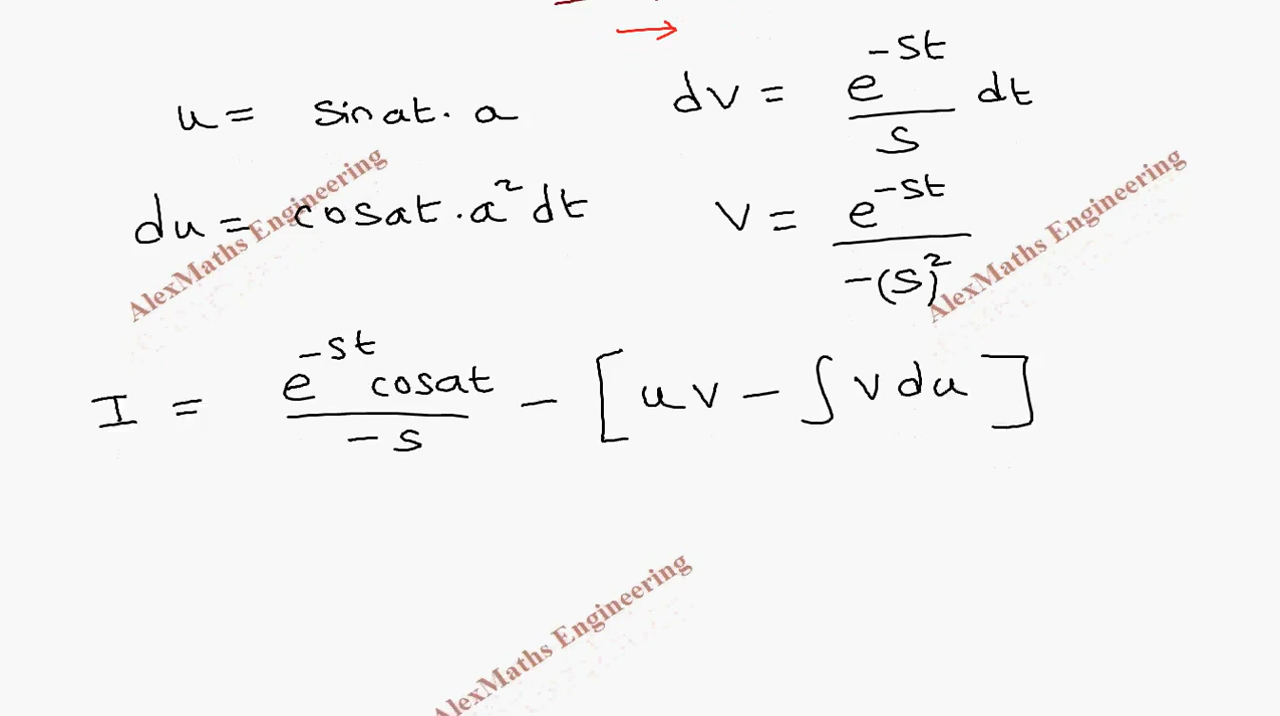 u = sin at · a    dv = e^{-st}/s dt
du = cos at · a² dt    v = e^{-st}/-(s)²
I = e^{-st} cos at/-s - [uv - ∫v du]
AlexMaths Engineering
AlexMaths Engineering
AlexMaths Engineering